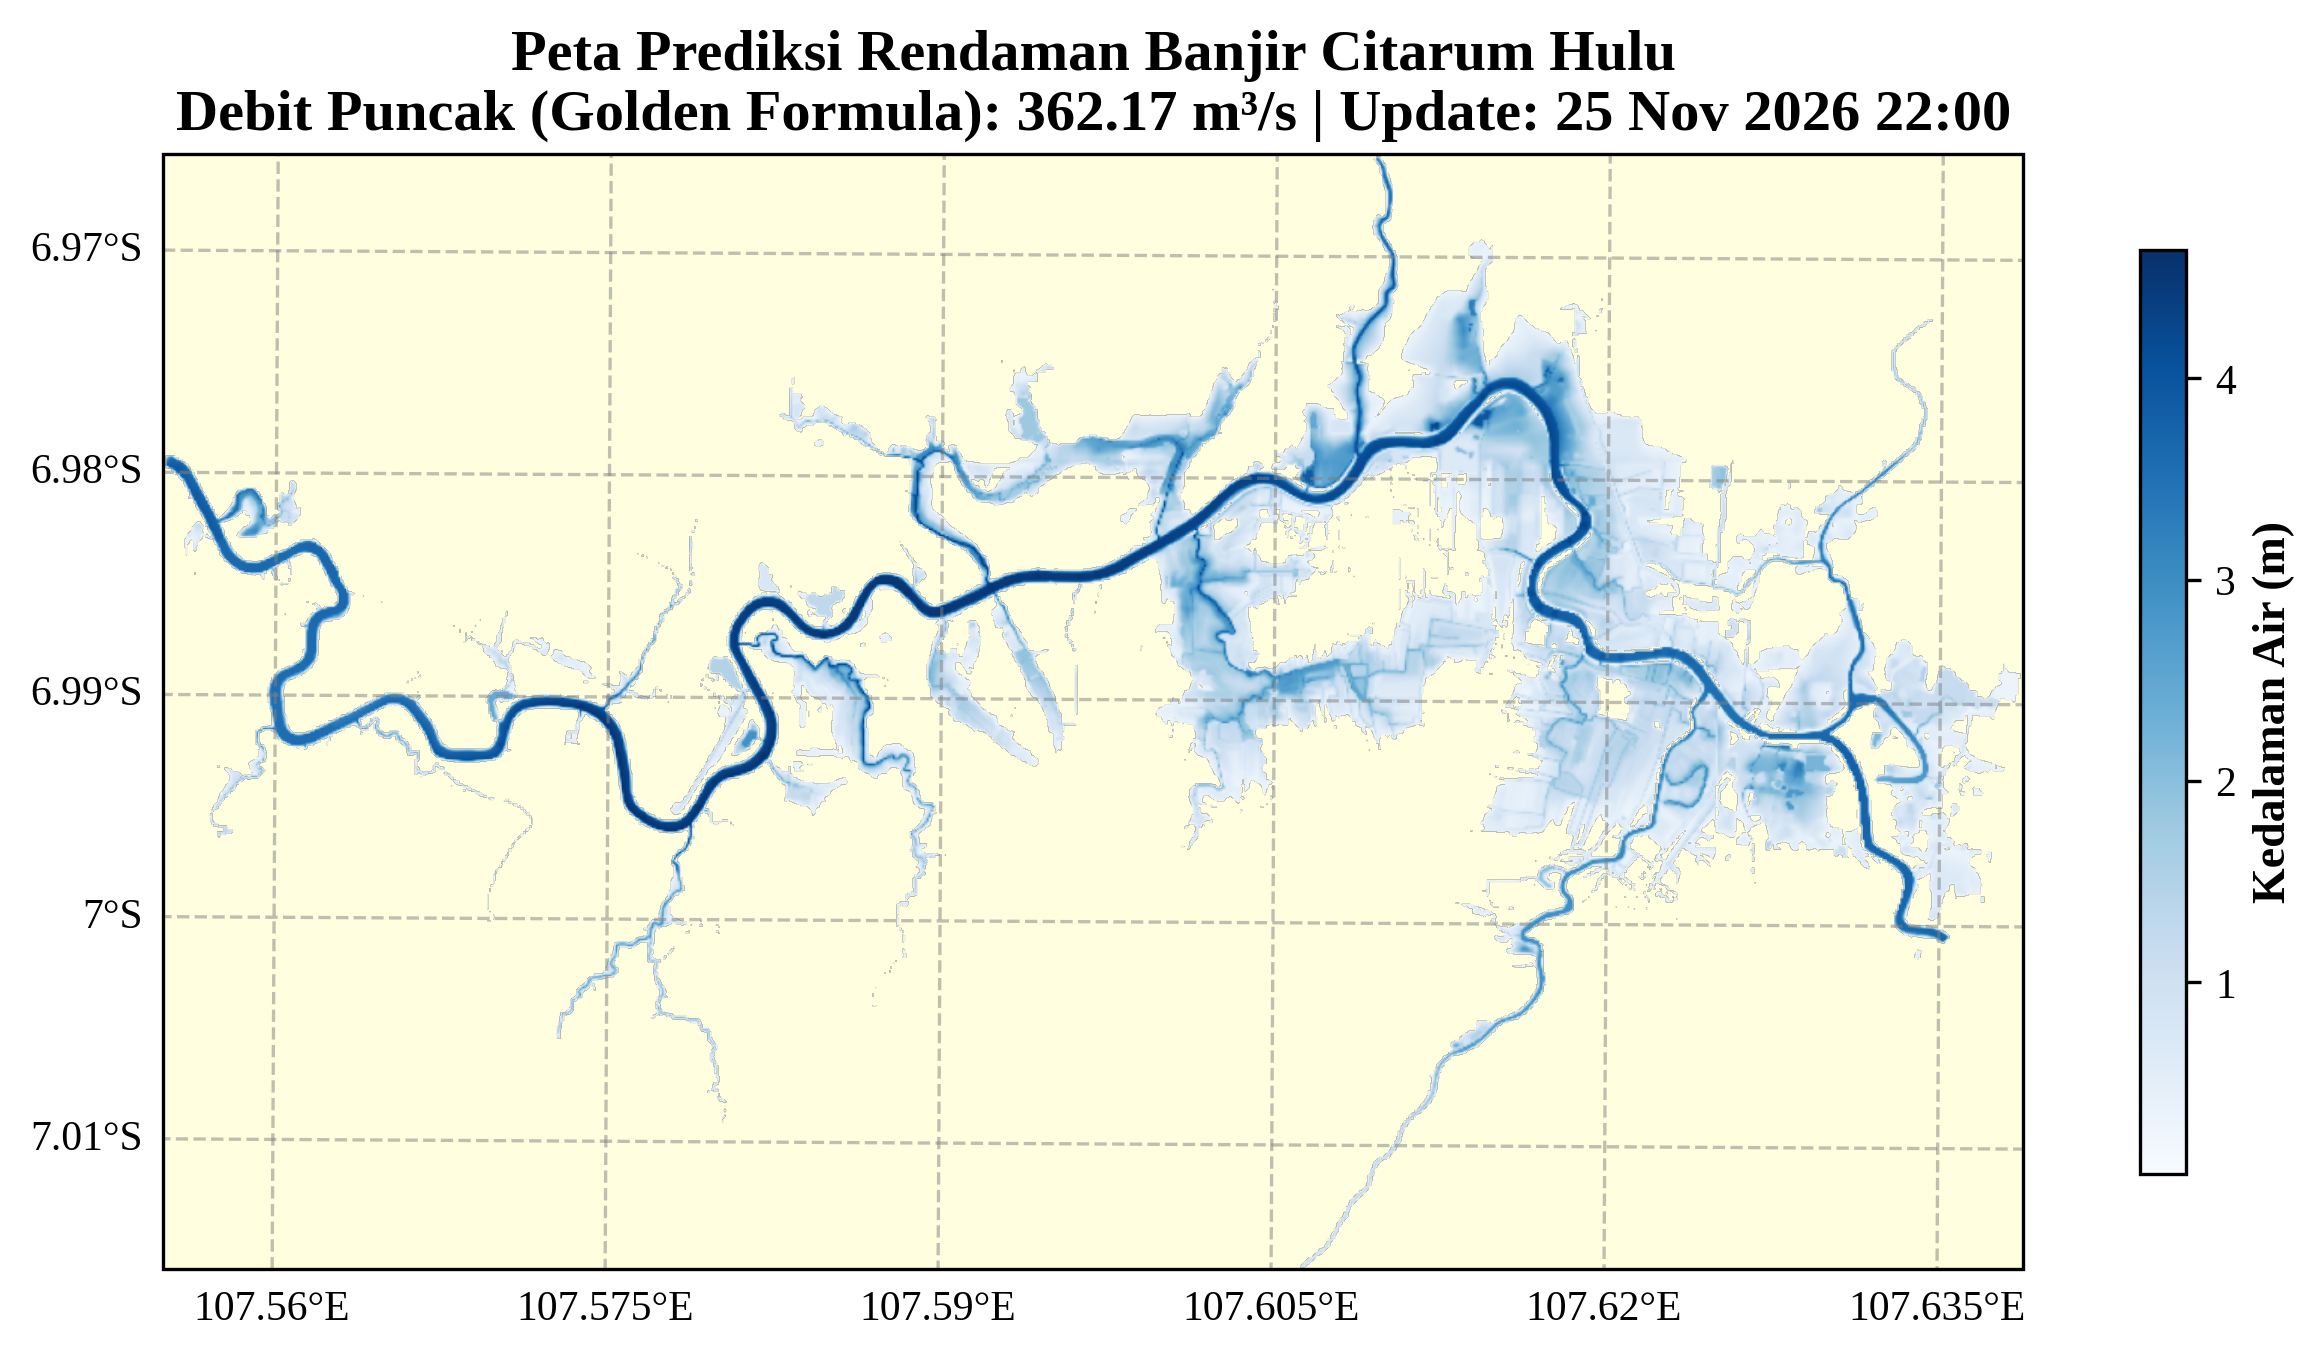 Peta Prediksi Rendaman Banjir Citarum Hulu
Debit Puncak (Golden Formula): 362.17 m³/s | Update: 25 Nov 2026 22:00
6.97°S
6.98°S
6.99°S
7°S
7.01°S
107.56°E
107.575°E
107.59°E
107.605°E
107.62°E
107.635°E
4
3
2
1
Kedalaman Air (m)